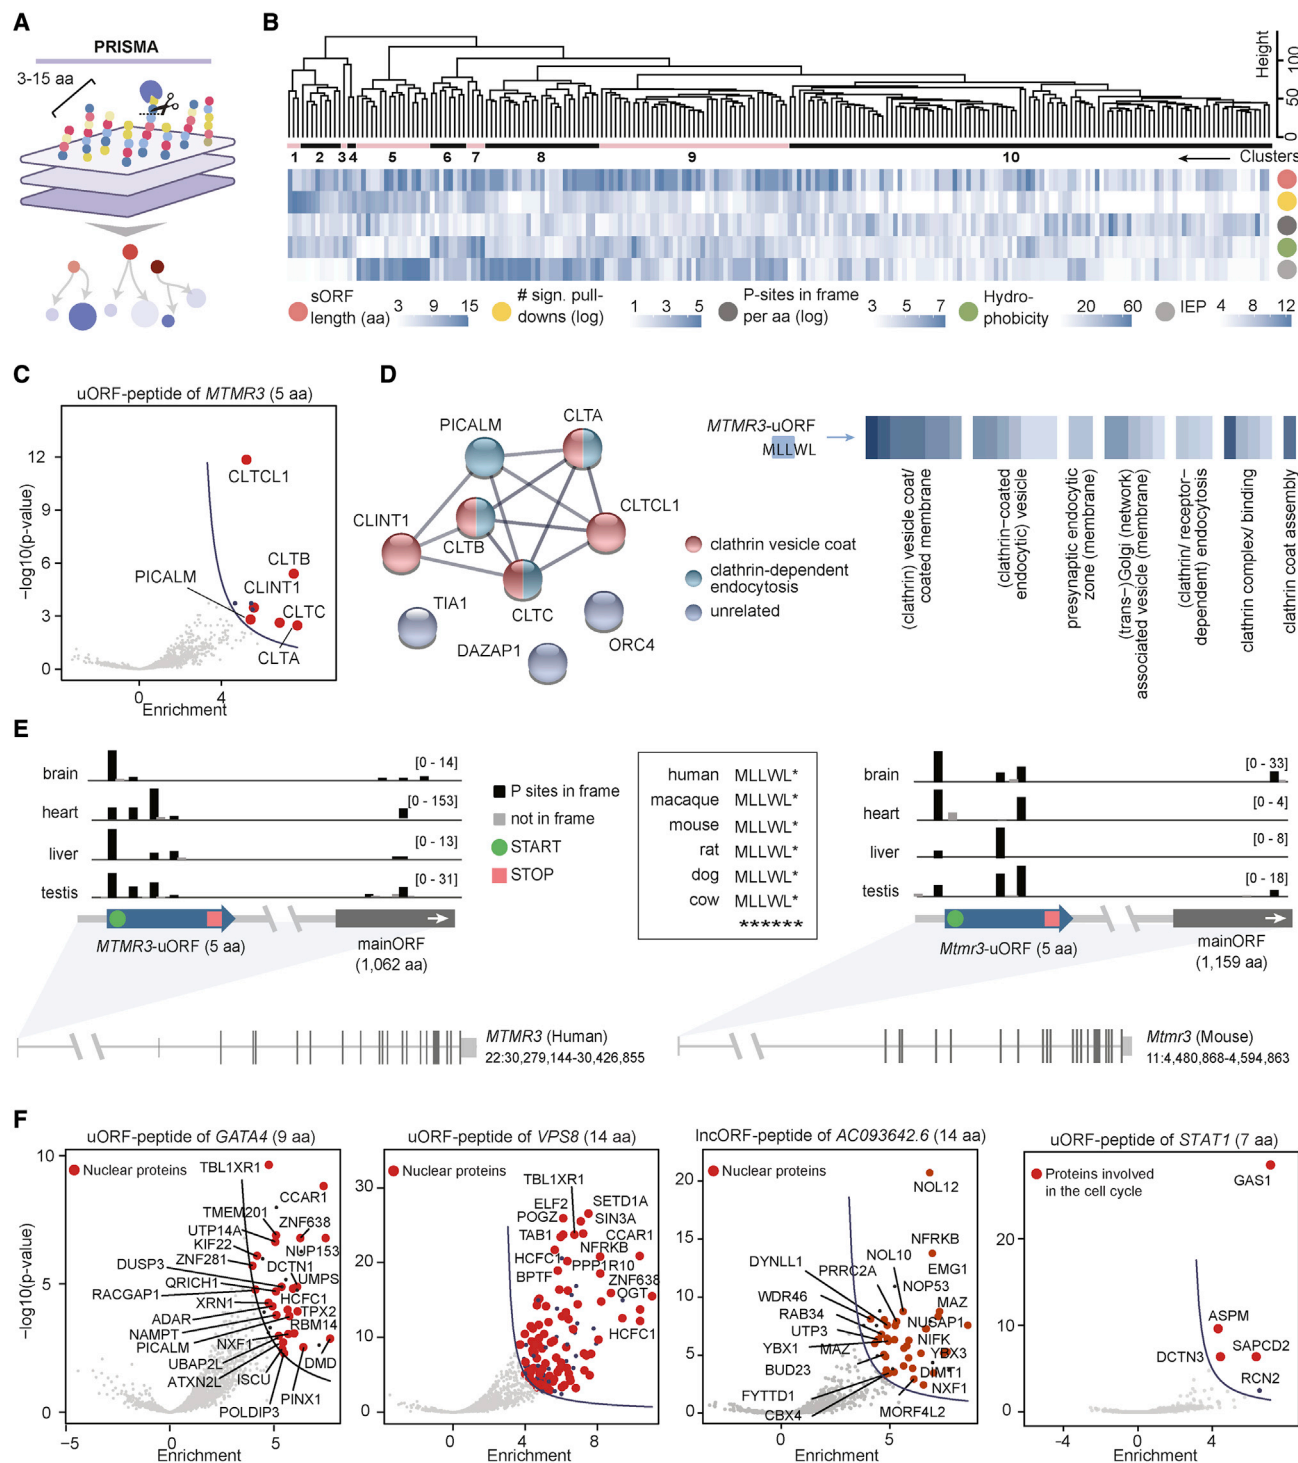 A
PRISMA
3-15 aa
B
Height
0 50 100
1 2 3 4 5 6 7 8 9 10
Clusters
sORF
length (aa)
3 9 15
# sign. pull-
downs (log)
1 3 5
P-sites in frame
per aa (log)
3 5 7
Hydro-
phobicity
20 60
IEP
4 8 12
C
uORF-peptide of MTMR3 (5 aa)
−log10(p-value)
12
9
6
3
0
CLTCL1
CLTB
PICALM
CLINT1
CLTC
CLTA
0 4
Enrichment
D
PICALM
CLTA
CLINT1
CLTB
CLTCL1
CLTC
TIA1
DAZAP1
ORC4
clathrin vesicle coat
clathrin-dependent
endocytosis
unrelated
MTMR3-uORF
MLLWL
(clathrin) vesicle coat/
coated membrane
(clathrin−coated
endocytic) vesicle
presynaptic endocytic
zone (membrane)
(trans−)Golgi (network)
associated vesicle (membrane)
(clathrin/ receptor−
dependent) endocytosis
clathrin complex/ binding
clathrin coat assembly
E
brain
[0 - 14]
heart
[0 - 153]
liver
[0 - 13]
testis
[0 - 31]
MTMR3-uORF (5 aa)
mainORF
(1,062 aa)
P sites in frame
not in frame
START
STOP
human MLLWL*
macaque MLLWL*
mouse MLLWL*
rat MLLWL*
dog MLLWL*
cow MLLWL*
******
brain
[0 - 33]
heart
[0 - 4]
liver
[0 - 8]
testis
[0 - 18]
Mtmr3-uORF (5 aa)
mainORF
(1,159 aa)
MTMR3 (Human)
22:30,279,144-30,426,855
Mtmr3 (Mouse)
11:4,480,868-4,594,863
F
uORF-peptide of GATA4 (9 aa)
−log10(p-value)
10
5
0
Nuclear proteins
TBL1XR1
CCAR1
TMEM201
UTP14A
ZNF638
KIF22
NUP153
ZNF281
DCTN1
DUSP3
UMPS
QRICH1
RACGAP1
HCFC1
XRN1
TPX2
ADAR
RBM14
NAMPT
NXF1
PICALM
UBAP2L
DMD
ATXN2L
ISCU
PINX1
POLDIP3
−5 0 5
Enrichment
uORF-peptide of VPS8 (14 aa)
30
20
10
0
Nuclear proteins
TBL1XR1
ELF2
SETD1A
POGZ
SIN3A
TAB1
CCAR1
NFRKB
HCFC1
PPP1R10
BPTF
ZNF638
OGT
HCFC1
0 4 8
Enrichment
lncORF-peptide of AC093642.6 (14 aa)
20
15
10
5
0
Nuclear proteins
NOL12
NFRKB
DYNLL1
NOL10
EMG1
PRRC2A
NOP53
WDR46
MAZ
RAB34
NUSAP1
UTP3
NIFK
YBX1
MAZ
YBX3
BUD23
DIMT1
FYTTD1
NXF1
CBX4
MORF4L2
0 5
Enrichment
uORF-peptide of STAT1 (7 aa)
20
10
0
Proteins involved
in the cell cycle
GAS1
ASPM
SAPCD2
DCTN3
RCN2
−4 0 4
Enrichment